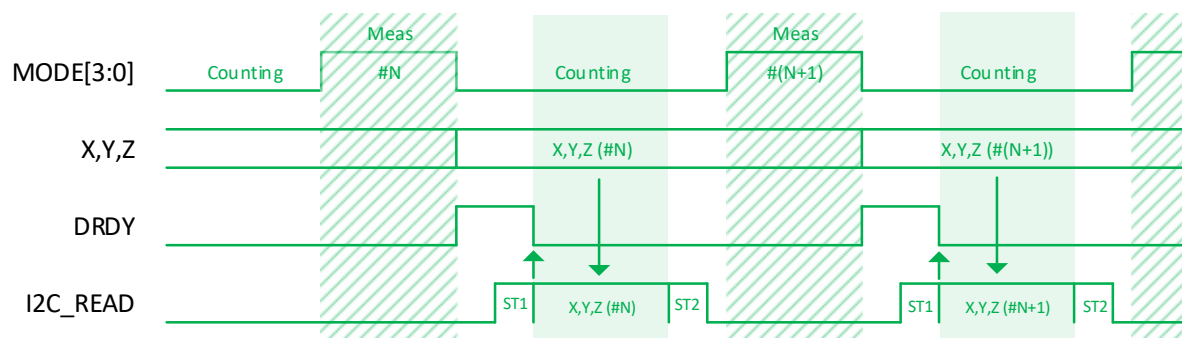 Meas
Meas
MODE[3:0]
Counting
#N
Counting
#(N+1)
Counting
X,Y,Z
X,Y,Z (#N)
X,Y,Z (#(N+1))
DRDY
I2C_READ
ST1
X,Y,Z (#N)
ST2
ST1
X,Y,Z (#N+1)
ST2